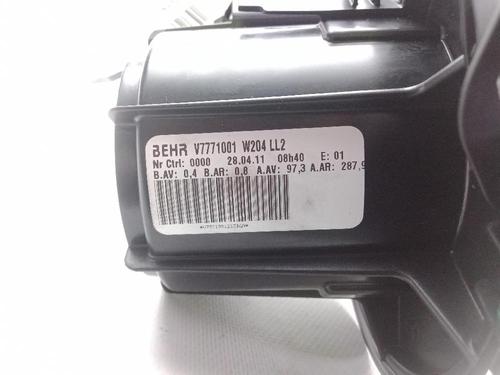 BEHR V7771001 W204 LL2
Nr Ctrl: 0000 28.04.11 08h40 E: 01
B.AV: 0,4 B.AR: 0,8 A.AV: 97,3 A.AR: 287,9